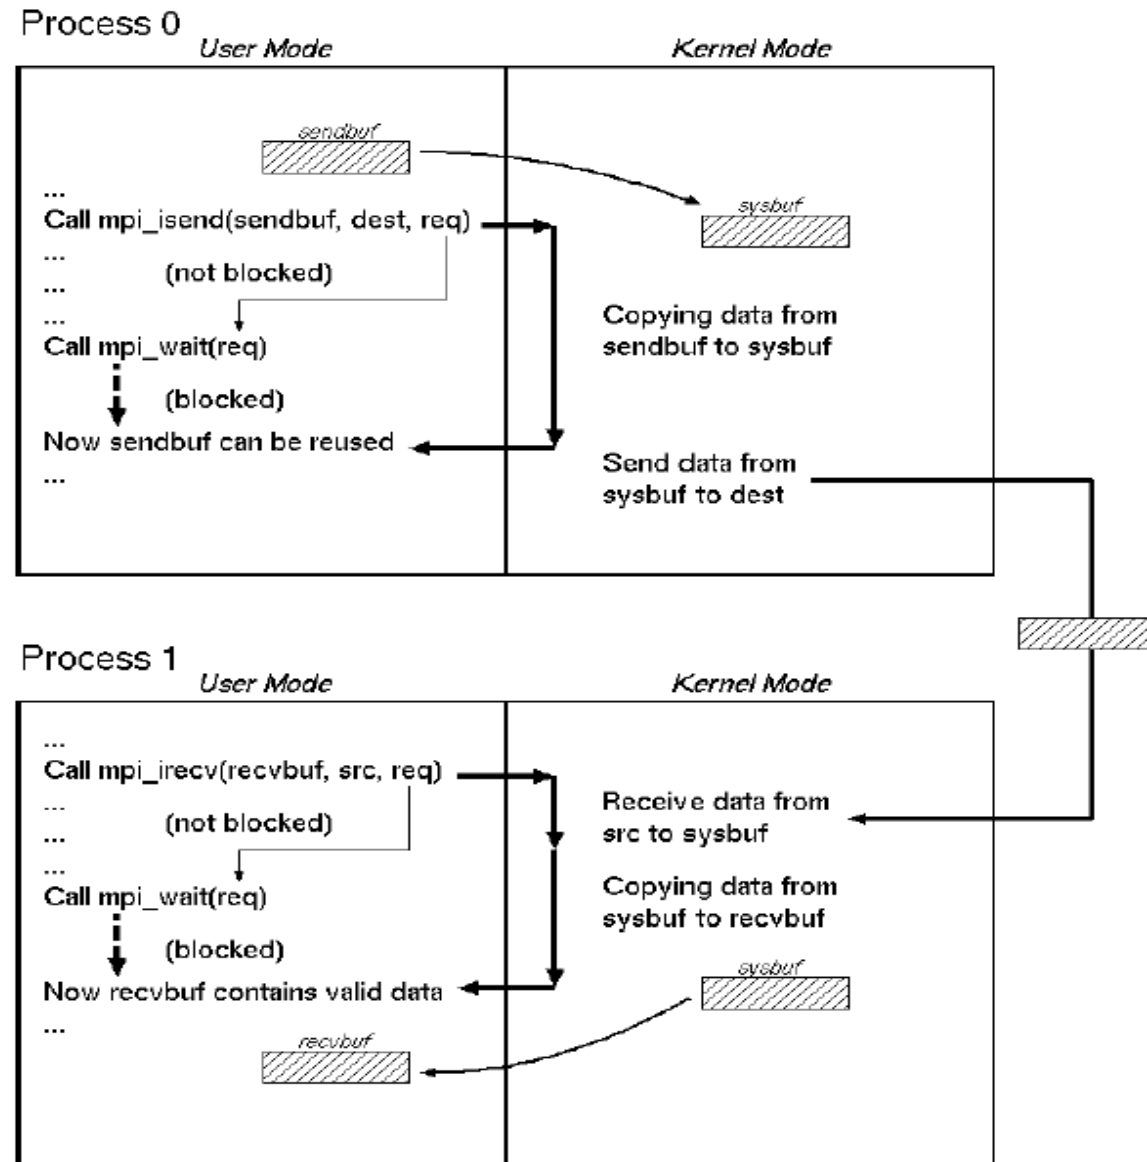 Process 0
User Mode
Kernel Mode
sendbuf
...
sysbuf
Call mpi_isend(sendbuf, dest, req)
...
(not blocked)
...
...
Copying data from
sendbuf to sysbuf
Call mpi_wait(req)
(blocked)
Now sendbuf can be reused
...
Send data from
sysbuf to dest
Process 1
User Mode
Kernel Mode
...
Call mpi_irecv(recvbuf, src, req)
...
(not blocked)
...
...
Receive data from
src to sysbuf
Call mpi_wait(req)
Copying data from
sysbuf to recvbuf
(blocked)
Now recvbuf contains valid data
...
sysbuf
recvbuf